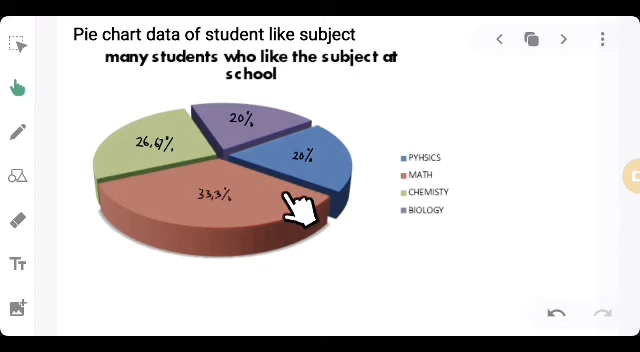 Pie chart data of student like subject
many students who like the subject at
school
20%
26,67%
20%
33,3%
PYHSICS
MATH
CHEMISTY
BIOLOGY
Tт